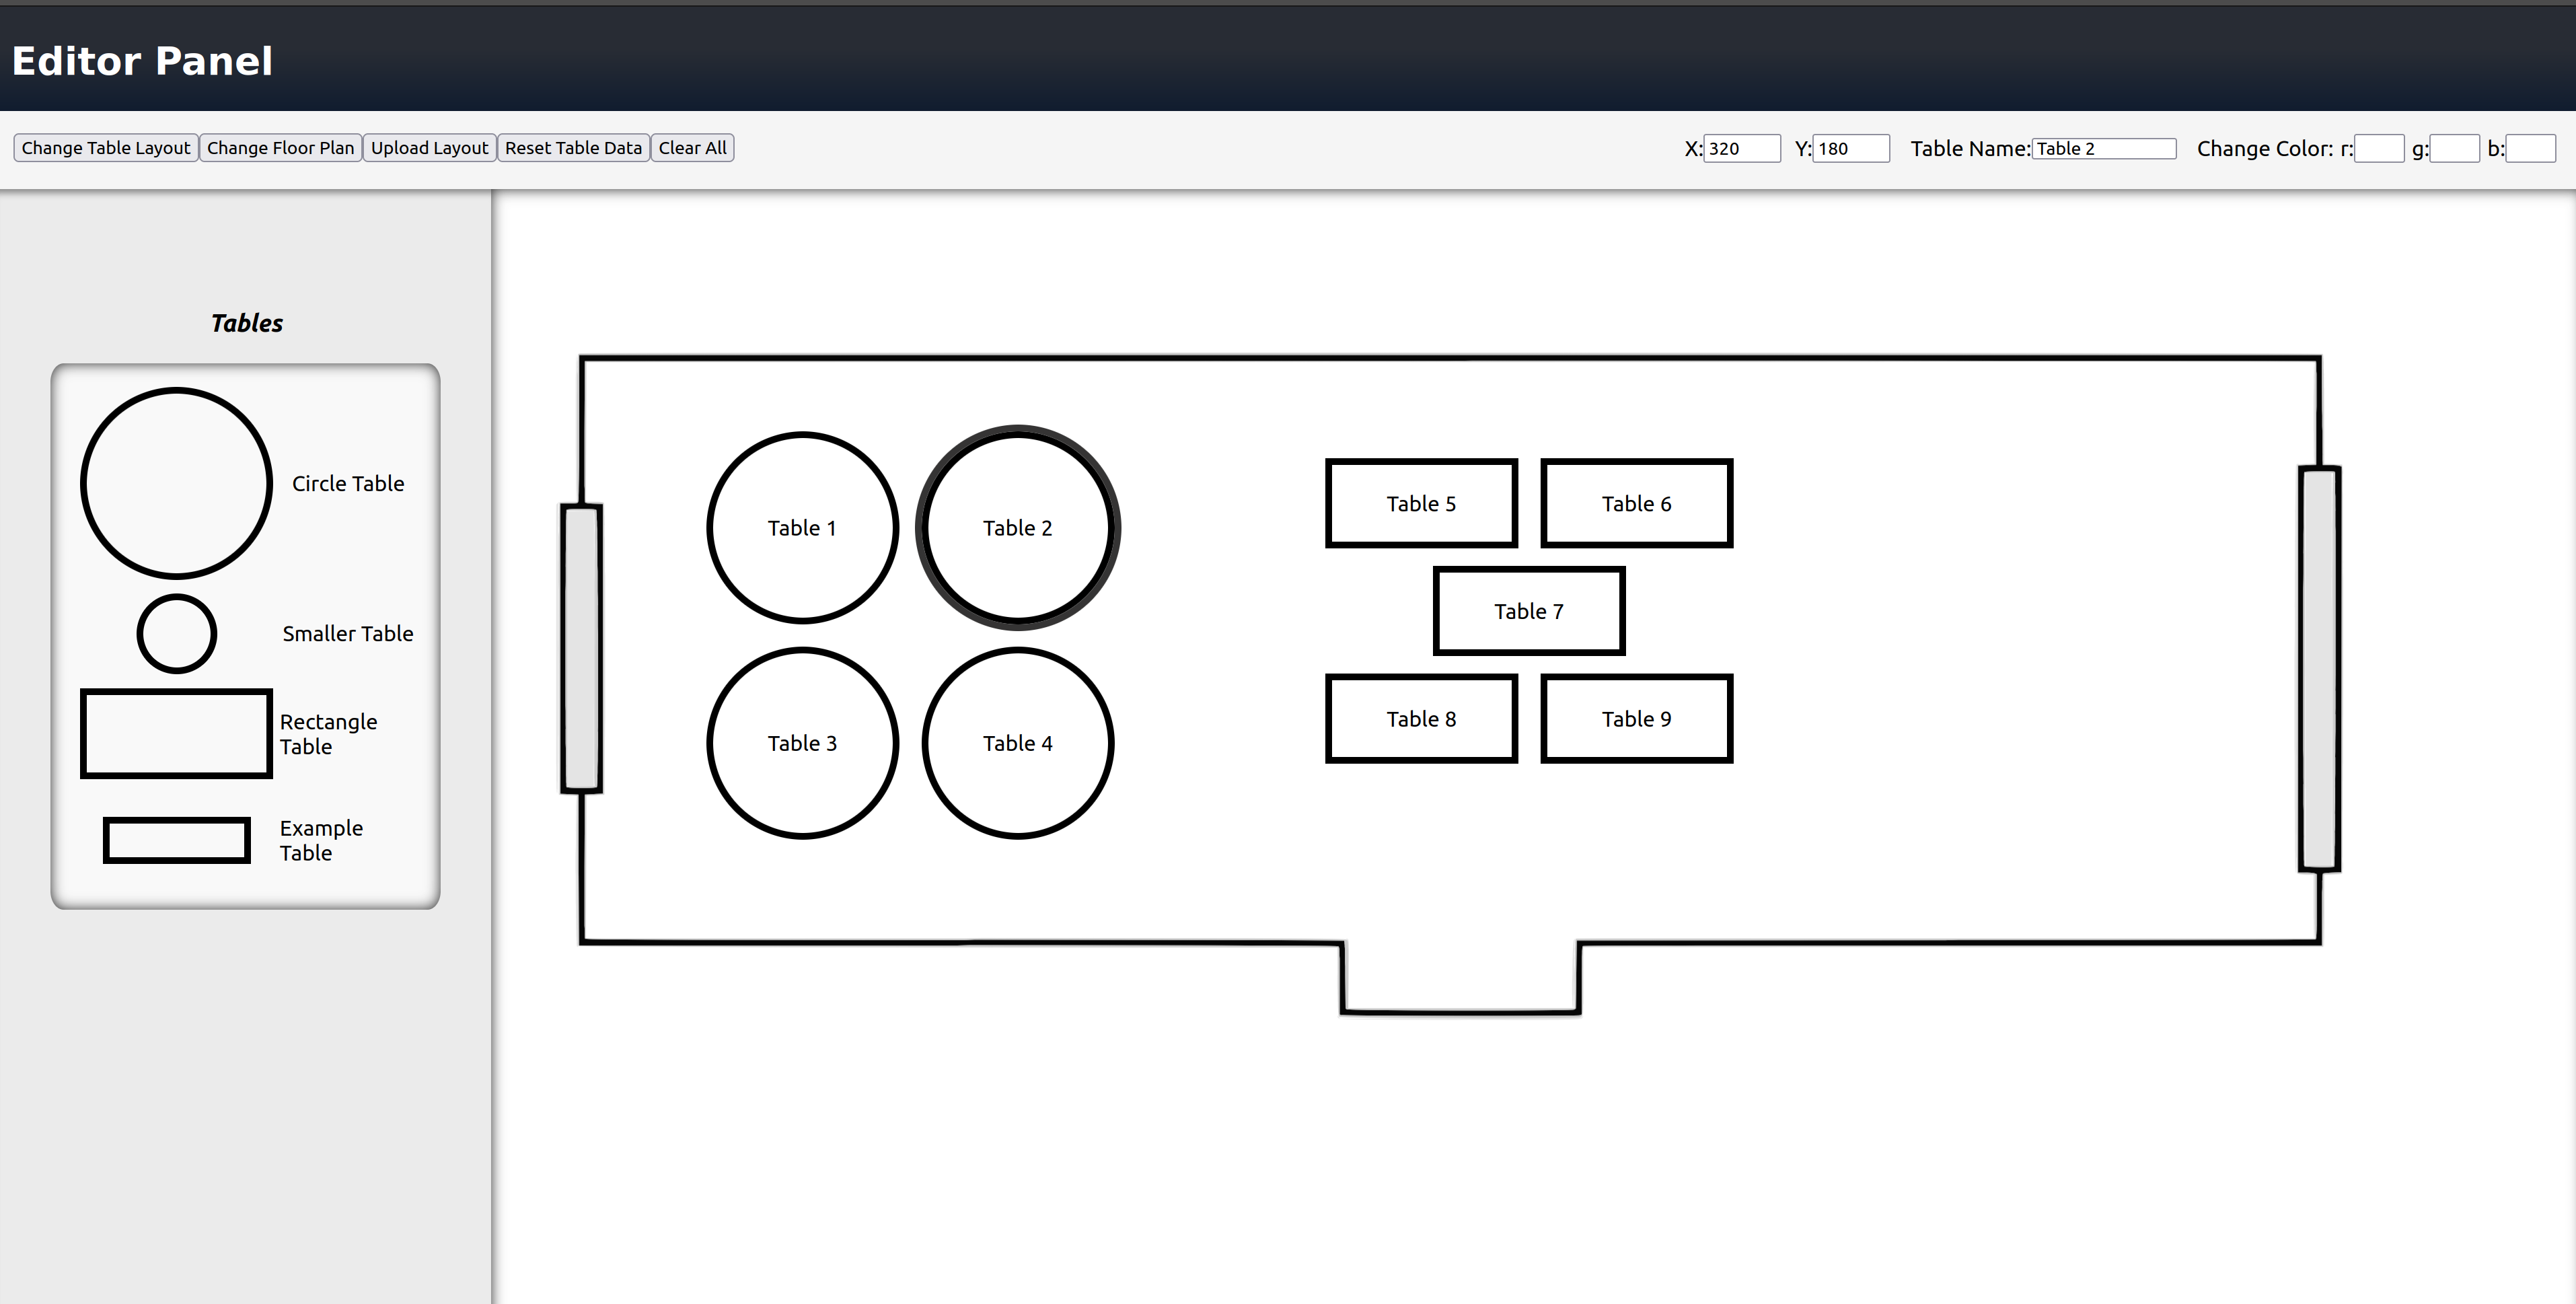 Editor Panel
Change Table Layout Change Floor Plan Upload Layout Reset Table Data Clear All X: 320 Y: 180 Table Name: Table 2 Change Color: r: g: b:
Tables
Circle Table
Smaller Table
Rectangle
Table
Example
Table
Table 1 Table 2
Table 3 Table 4
Table 5 Table 6
Table 7
Table 8 Table 9